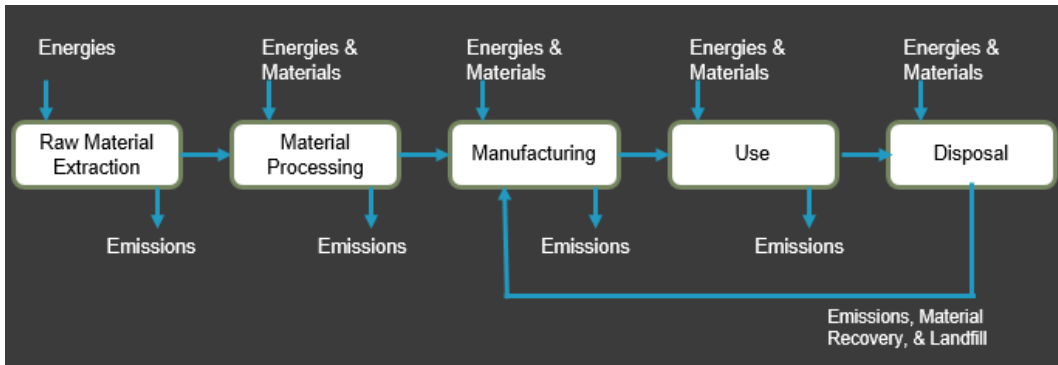 Energies
Energies &
Materials
Energies &
Materials
Energies &
Materials
Energies &
Materials
Raw Material
Extraction
Material
Processing
Manufacturing
Use
Disposal
Emissions
Emissions
Emissions
Emissions
Emissions, Material
Recovery, & Landfill